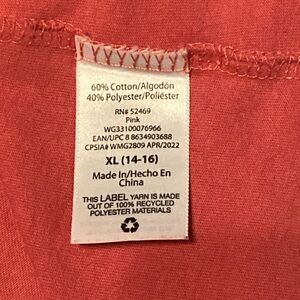 60% Cotton/Algodón
40% Polyester/Poliéster
RN# 52469
Pink
WG33100076966
EAN/UPC 8 8634903688
CPSIA# WMG2809 APR/2022
XL (14-16)
Made In/Hecho En
China
THIS LABEL YARN IS MADE
OUT OF 100% RECYCLED
POLYESTER MATERIALS